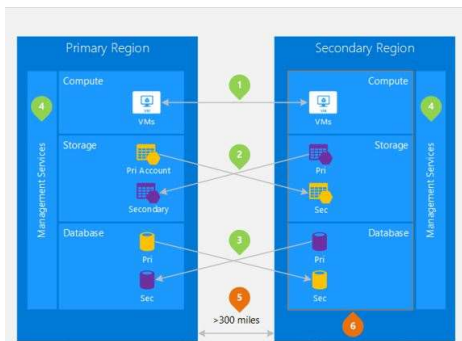 Primary Region
Secondary Region
Compute
Compute
1
4
4
VMs
VMs
Management Services
Management Services
Storage
Storage
2
Pri Account
Pri
Secondary
Sec
Database
Database
3
Pri
Pri
Sec
Sec
5
>300 miles
6